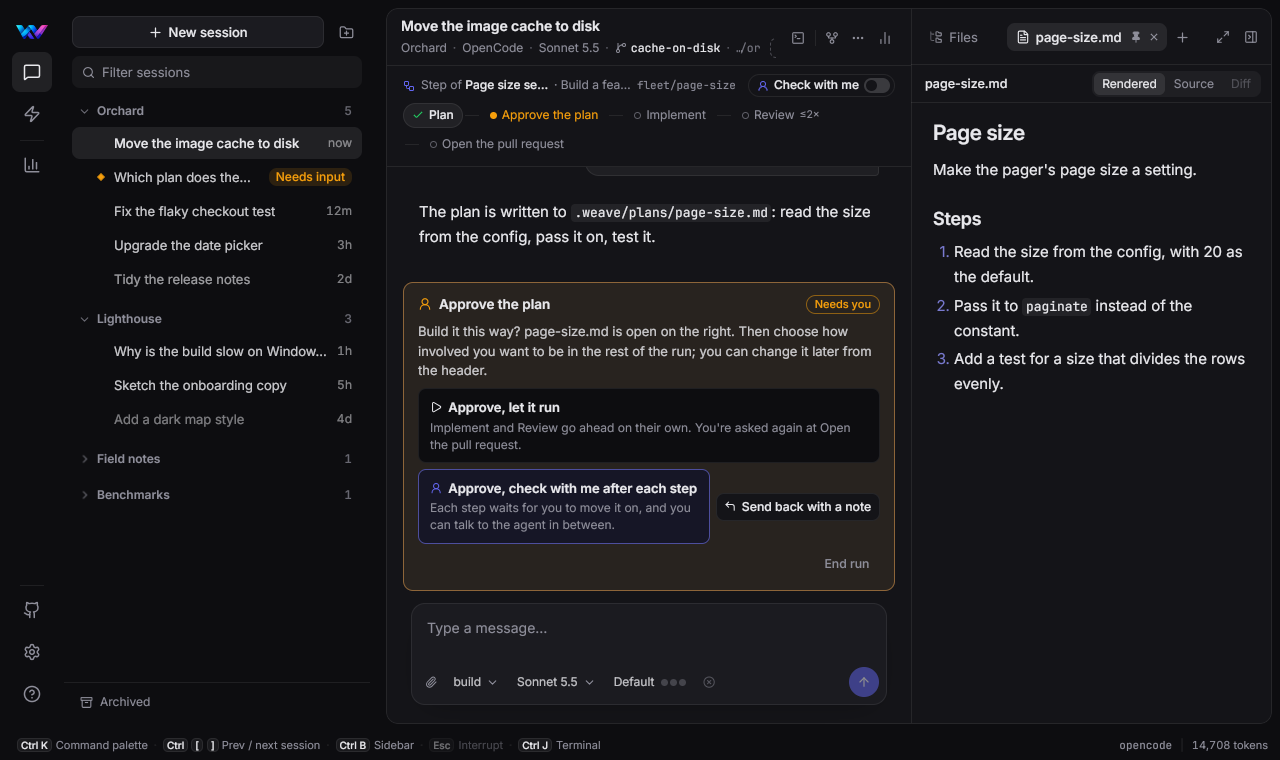 New session
Filter sessions
Orchard 5
Move the image cache to disk now
Which plan does the... Needs input
Fix the flaky checkout test 12m
Upgrade the date picker 3h
Tidy the release notes 2d
Lighthouse 3
Why is the build slow on Window... 1h
Sketch the onboarding copy 5h
Add a dark map style 4d
Field notes 1
Benchmarks 1
Archived
Move the image cache to disk
Orchard · OpenCode · Sonnet 5.5 · cache-on-disk · …/or
Step of Page size se... · Build a fea... fleet/page-size Check with me
Plan Approve the plan Implement Review ≤2×
Open the pull request
The plan is written to .weave/plans/page-size.md: read the size
from the config, pass it on, test it.
Approve the plan Needs you
Build it this way? page-size.md is open on the right. Then choose how
involved you want to be in the rest of the run; you can change it later from
the header.
Approve, let it run
Implement and Review go ahead on their own. You're asked again at Open
the pull request.
Approve, check with me after each step
Each step waits for you to move it on, and you
can talk to the agent in between.
Send back with a note
End run
Type a message...
build Sonnet 5.5 Default
Files page-size.md
page-size.md Rendered Source Diff
Page size
Make the pager's page size a setting.
Steps
1. Read the size from the config, with 20 as
the default.
2. Pass it to paginate instead of the
constant.
3. Add a test for a size that divides the rows
evenly.
Ctrl K Command palette · Ctrl [ ] Prev / next session · Ctrl B Sidebar · Esc Interrupt · Ctrl J Terminal
opencode 14,708 tokens